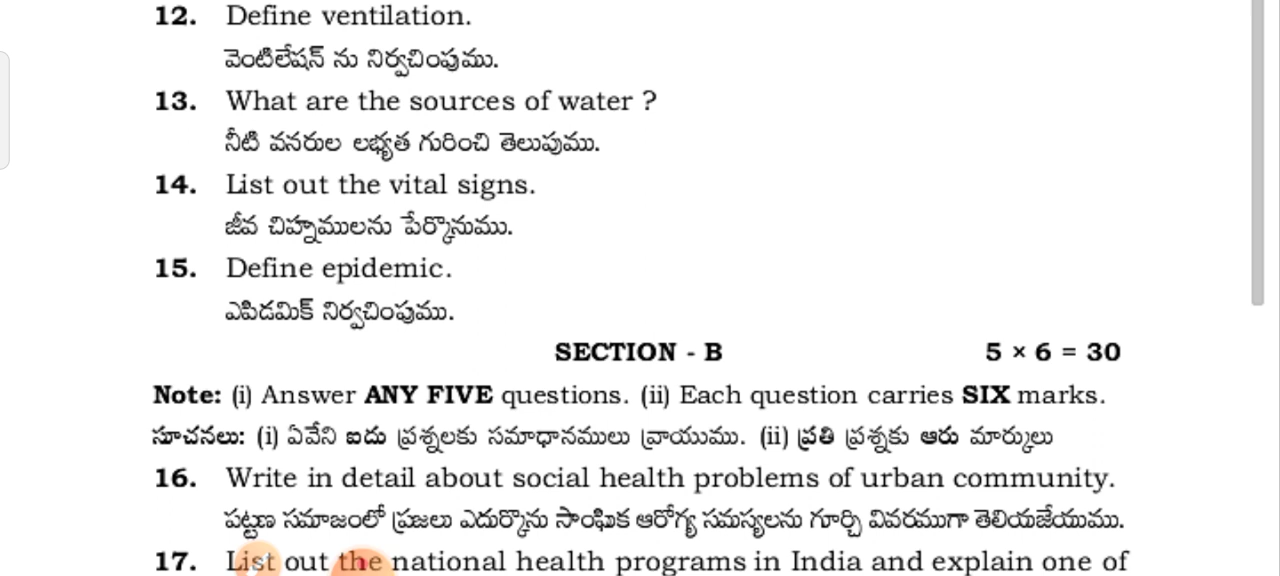 12. Define ventilation.
వెంటిలేషన్ ను నిర్వచింపుము.
13. What are the sources of water ?
నీటి వనరుల లభ్యత గురించి తెలుపుము.
14. List out the vital signs.
జీవ చిహ్నములను పేర్కొనుము.
15. Define epidemic.
ఎపిడమిక్ నిర్వచింపుము.
SECTION - B 5 × 6 = 30
Note: (i) Answer ANY FIVE questions. (ii) Each question carries SIX marks.
సూచనలు: (i) ఏవేని ఐదు ప్రశ్నలకు సమాధానములు వ్రాయుము. (ii) ప్రతి ప్రశ్నకు ఆరు మార్కులు
16. Write in detail about social health problems of urban community.
పట్టణ సమాజంలో ప్రజలు ఎదుర్కొను సాంఘిక ఆరోగ్య సమస్యలను గూర్చి వివరముగా తెలియజేయుము.
17. List out the national health programs in India and explain one of